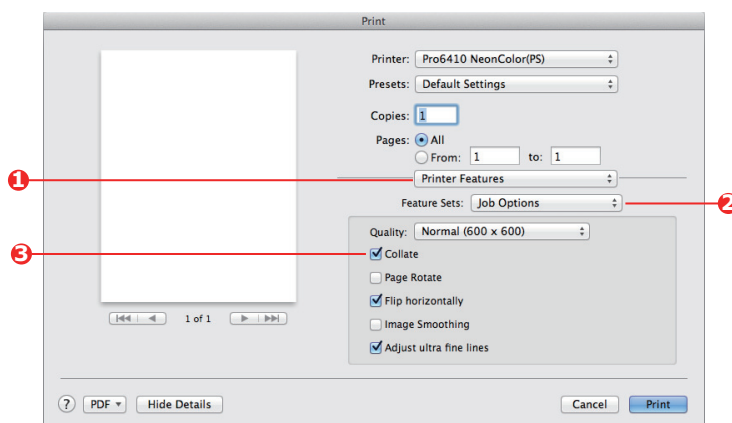 Print
Printer: Pro6410 NeonColor(PS)
Presets: Default Settings
Copies: 1
Pages: All
From: 1 to: 1
1 Printer Features
Feature Sets: Job Options 2
Quality: Normal (600 x 600)
3 Collate
Page Rotate
Flip horizontally
1 of 1
Image Smoothing
Adjust ultra fine lines
? PDF Hide Details Cancel Print